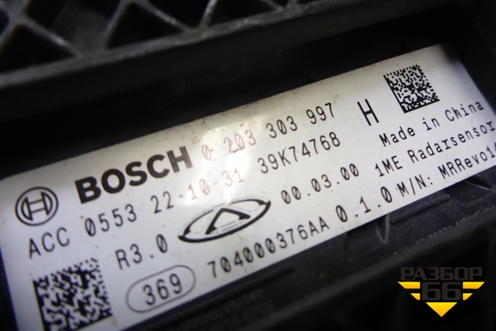 BOSCH 0 203 303 997 H
ACC 0553 22-10-31 39K74768 Made in China
R3.0 00.03.00 1ME Radarsensor
369 704000376AA 0.1.0 M/N: MRRevo14
РАЗБОР
66